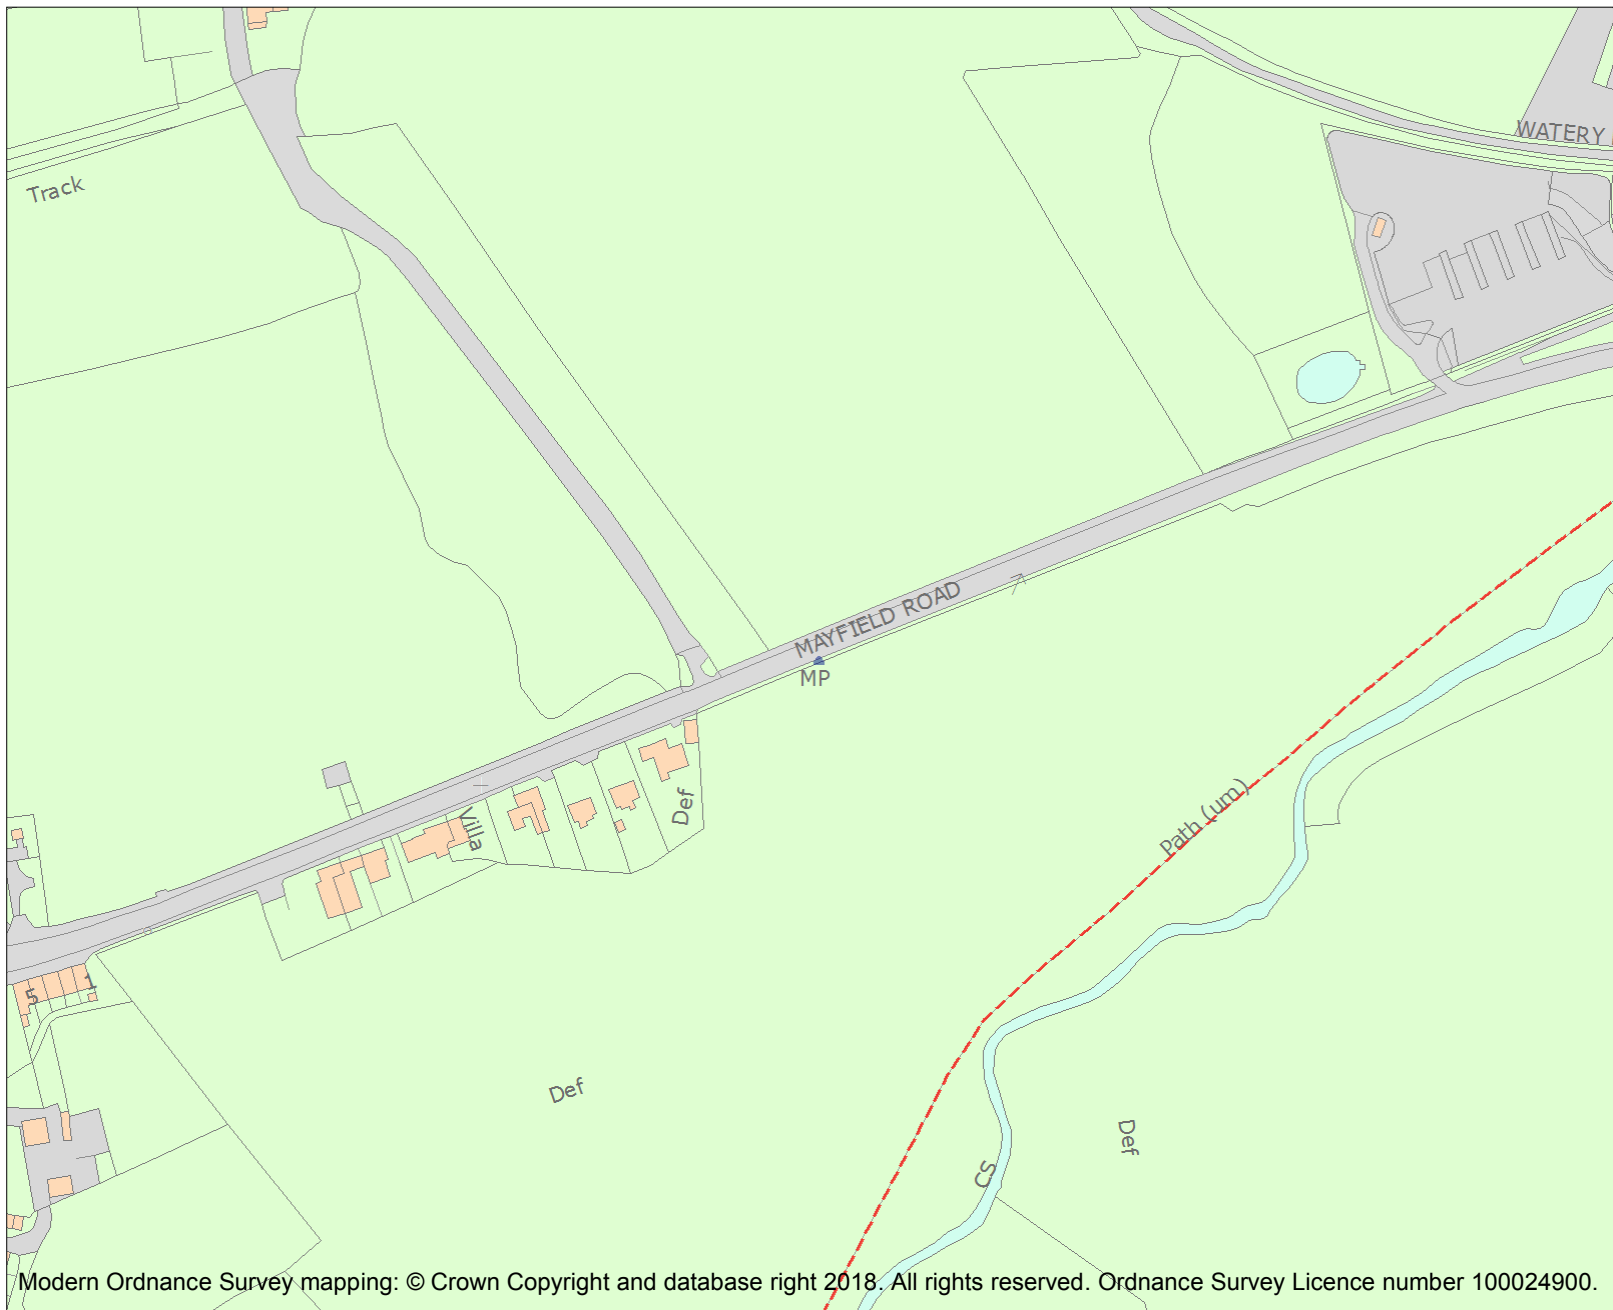 WATERY
Track
MAYFIELD ROAD
MP
Def
Villa
Path (um)
5
1
Def
Def
CS
Modern Ordnance Survey mapping: © Crown Copyright and database right 2018. All rights reserved. Ordnance Survey Licence number 100024900.